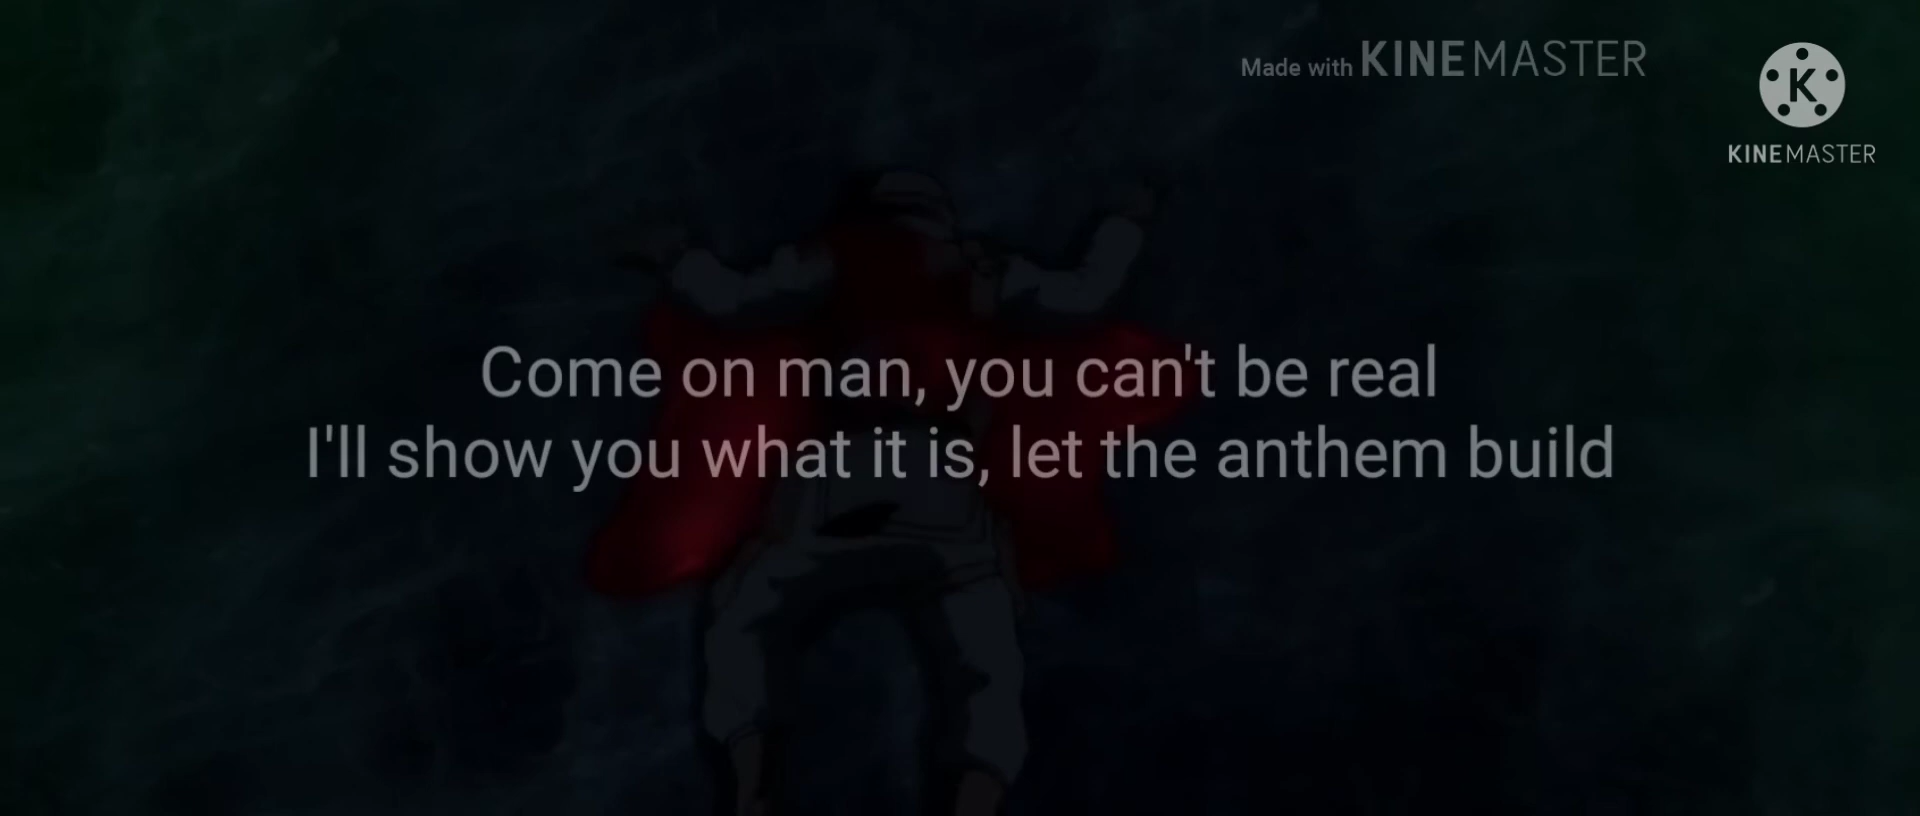 Made with KINEMASTER
K
KINEMASTER
Come on man, you can't be real
I'll show you what it is, let the anthem build